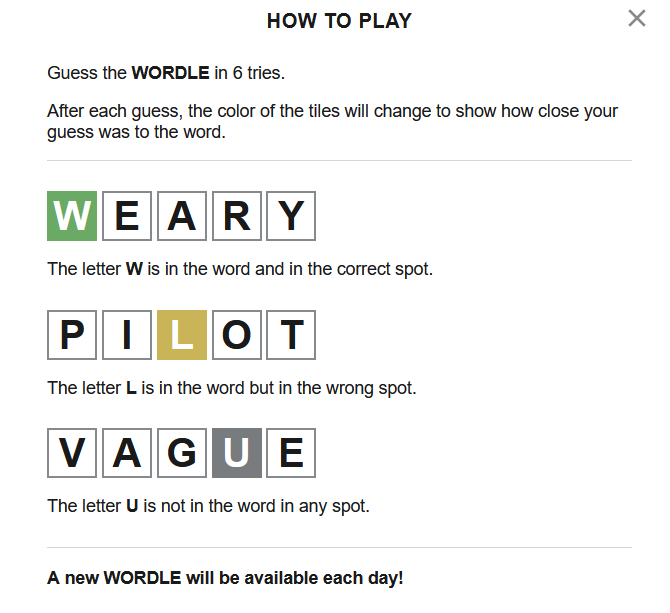 HOW TO PLAY
Guess the WORDLE in 6 tries.
After each guess, the color of the tiles will change to show how close your
guess was to the word.
WEARY
The letter W is in the word and in the correct spot.
PILOT
The letter L is in the word but in the wrong spot.
VAGUE
The letter U is not in the word in any spot.
A new WORDLE will be available each day!